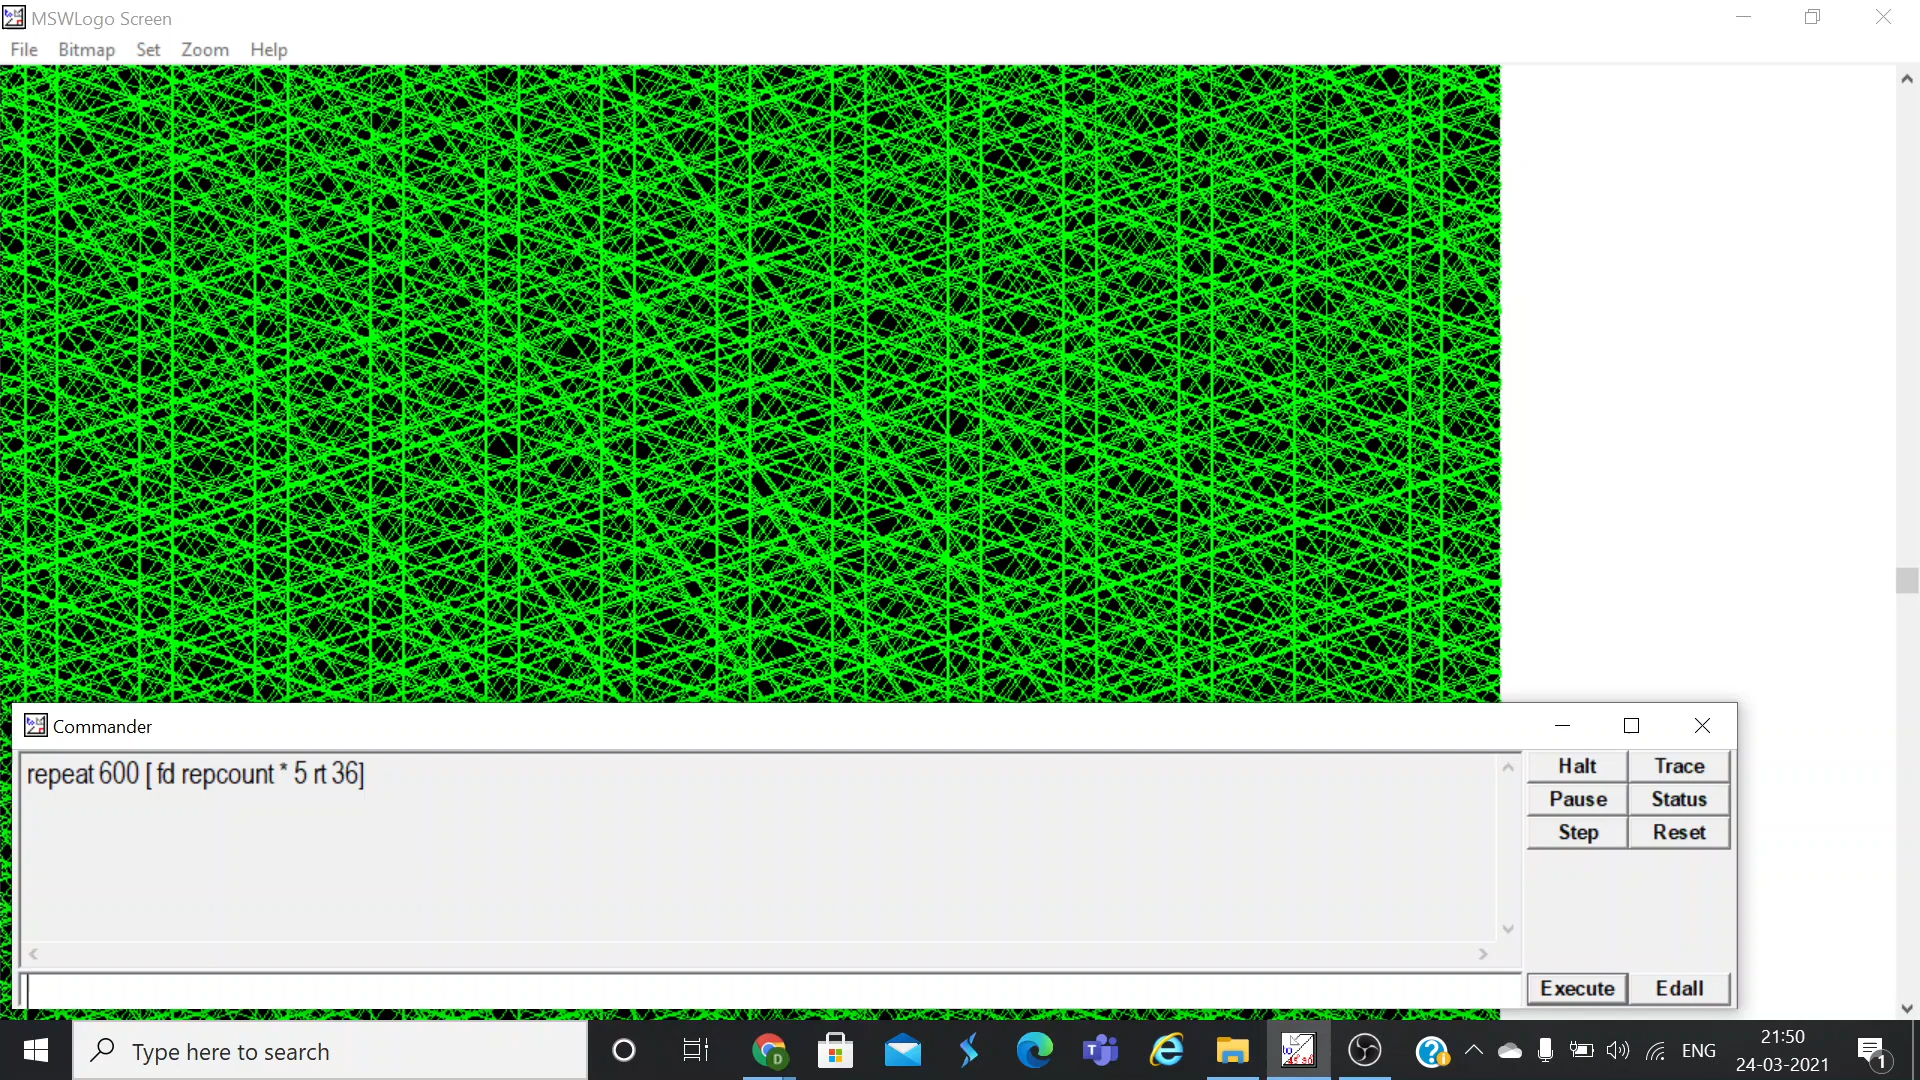 MSWLogo Screen
File Bitmap Set Zoom Help
Commander
repeat 600 [ fd repcount * 5 rt 36]
Halt Trace
Pause Status
Step Reset
Execute Edall
Type here to search
ENG
21:50
24-03-2021
1